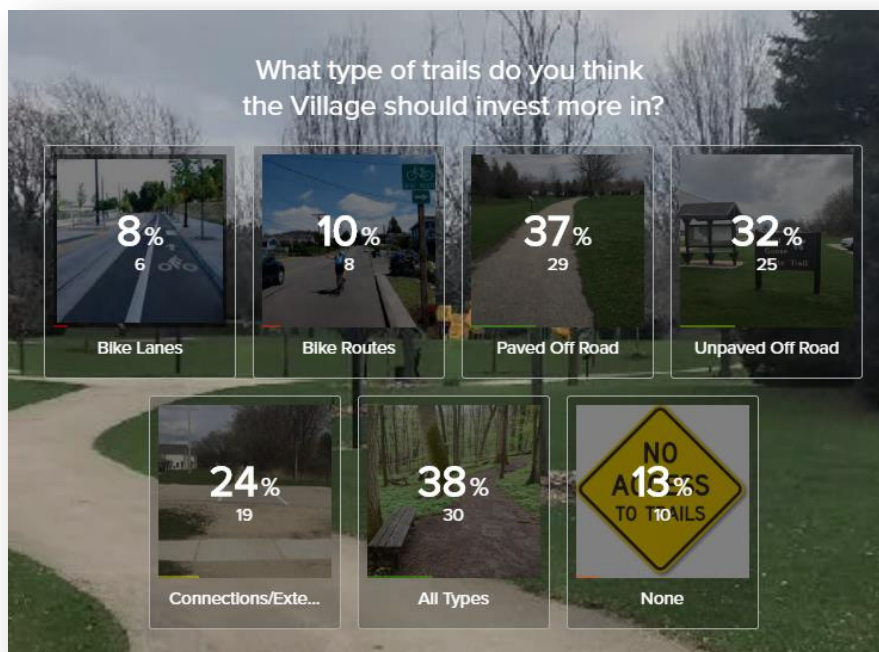 What type of trails do you think
the Village should invest more in?
8%
6
Bike Lanes
10%
8
Bike Routes
37%
29
Paved Off Road
32%
25
Trail
Unpaved Off Road
24%
19
Connections/Exte...
38%
30
All Types
NO
ACCESS
TO TRAILS
13%
10
None